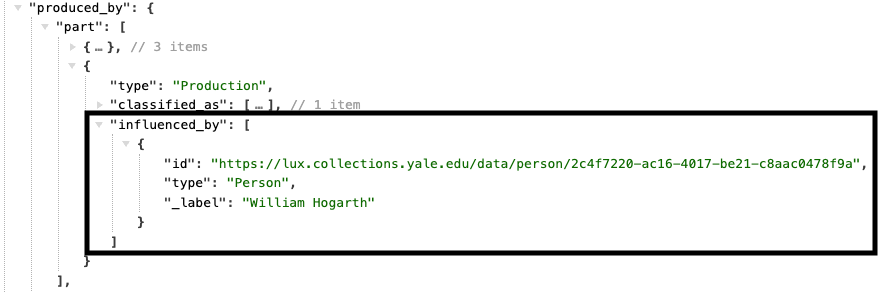 "produced_by": {
"part": [
{ … }, // 3 items
{
"type": "Production",
"classified_as": [ … ], // 1 item
"influenced_by": [
{
"id": "https://lux.collections.yale.edu/data/person/2c4f7220-ac16-4017-be21-c8aac0478f9a",
"type": "Person",
"_label": "William Hogarth"
}
]
}
],